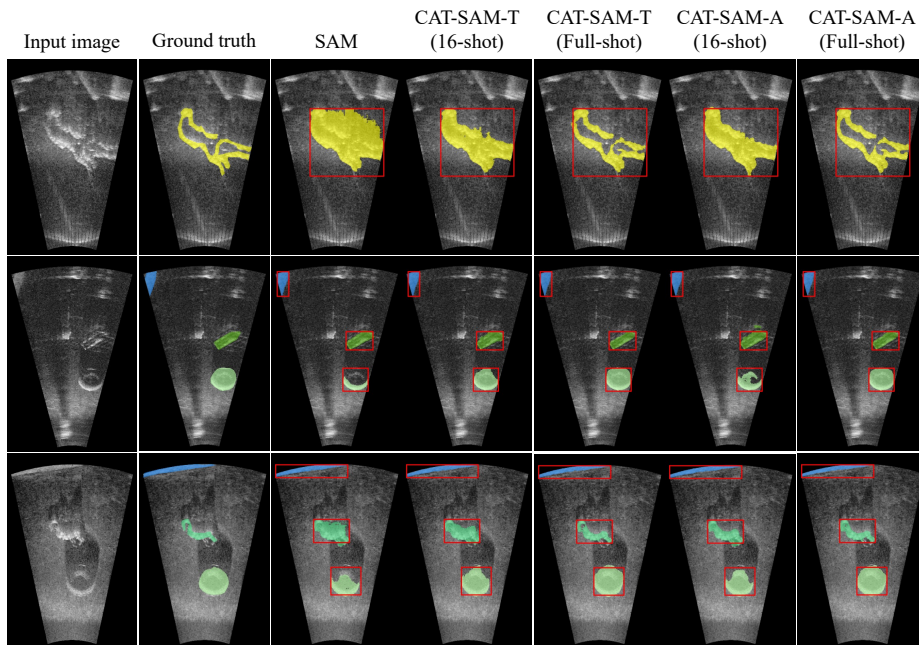 Input image
Ground truth
SAM
CAT-SAM-T
(16-shot)
CAT-SAM-T
(Full-shot)
CAT-SAM-A
(16-shot)
CAT-SAM-A
(Full-shot)